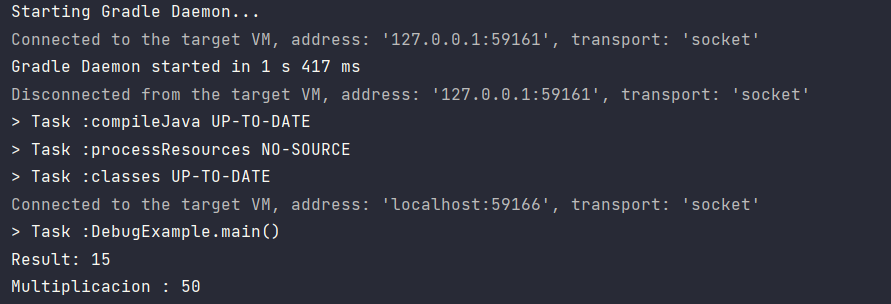 Starting Gradle Daemon...
Connected to the target VM, address: '127.0.0.1:59161', transport: 'socket'
Gradle Daemon started in 1 s 417 ms
Disconnected from the target VM, address: '127.0.0.1:59161', transport: 'socket'
> Task :compileJava UP-TO-DATE
> Task :processResources NO-SOURCE
> Task :classes UP-TO-DATE
Connected to the target VM, address: 'localhost:59166', transport: 'socket'
> Task :DebugExample.main()
Result: 15
Multiplicacion : 50